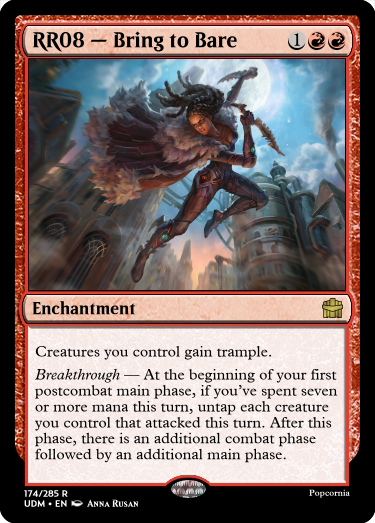 RR08 — Bring to Bare 1
Enchantment
Creatures you control gain trample.
Breakthrough — At the beginning of your first
postcombat main phase, if you've spent seven
or more mana this turn, untap each creature
you control that attacked this turn. After this
phase, there is an additional combat phase
followed by an additional main phase.
174/285 R
Popcornia
UDM • EN Anna Rusan